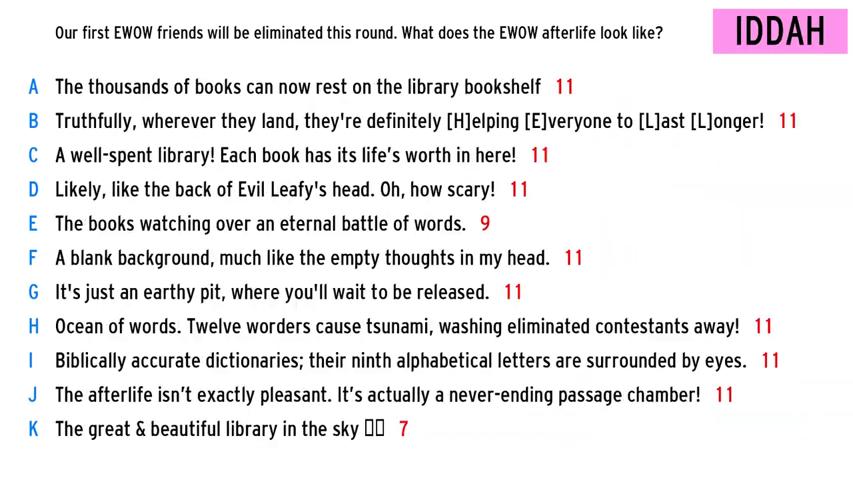 Our first EWOW friends will be eliminated this round. What does the EWOW afterlife look like?
IDDAH
A The thousands of books can now rest on the library bookshelf 11
B Truthfully, wherever they land, they're definitely [H]elping [E]veryone to [L]ast [L]onger! 11
C A well-spent library! Each book has its life’s worth in here! 11
D Likely, like the back of Evil Leafy's head. Oh, how scary! 11
E The books watching over an eternal battle of words. 9
F A blank background, much like the empty thoughts in my head. 11
G It's just an earthy pit, where you'll wait to be released. 11
H Ocean of words. Twelve worders cause tsunami, washing eliminated contestants away! 11
I Biblically accurate dictionaries; their ninth alphabetical letters are surrounded by eyes. 11
J The afterlife isn’t exactly pleasant. It’s actually a never-ending passage chamber! 11
K The great & beautiful library in the sky ▯▯ 7